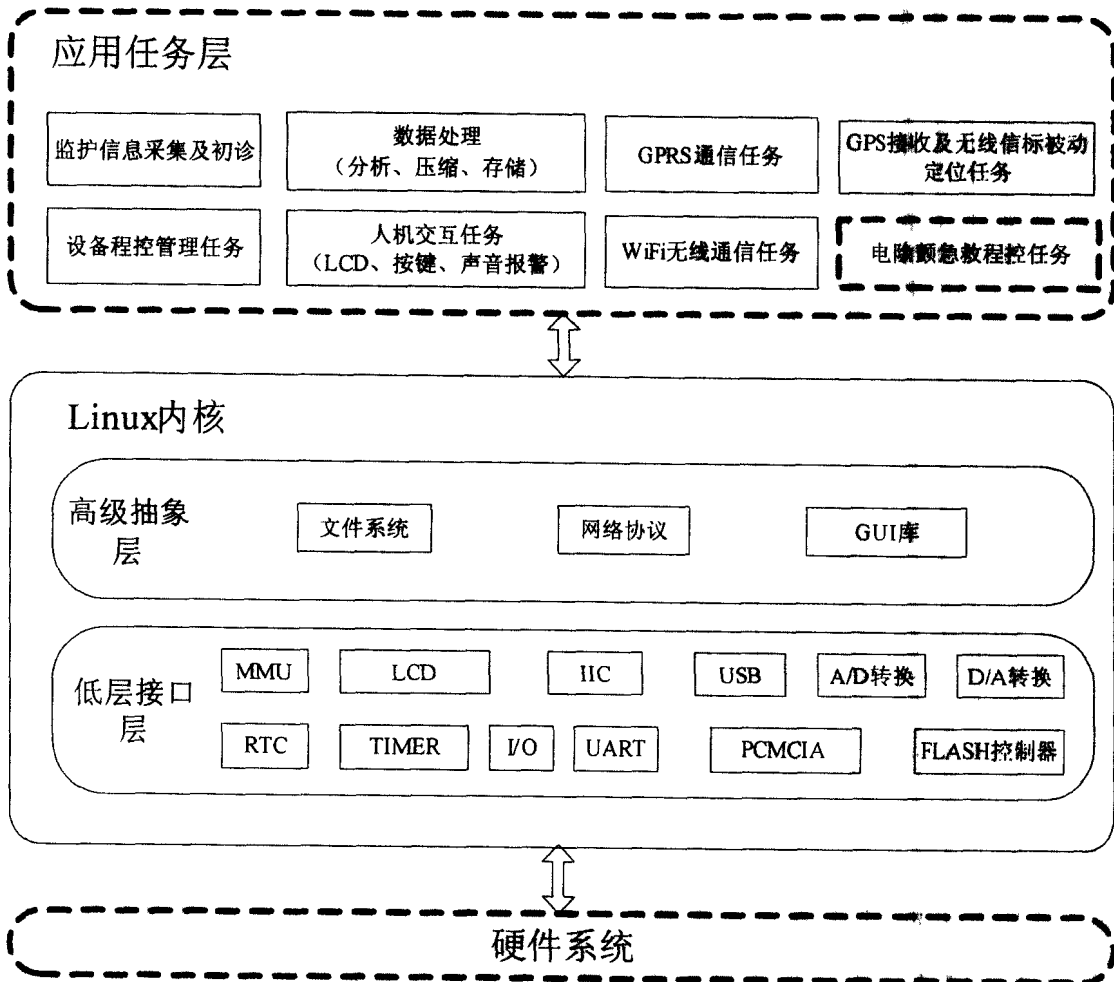 应用任务层
监护信息采集及初诊
数据处理
（分析、压缩、存储）
GPRS通信任务
GPS接收及无线信标被动
定位任务
设备程控管理任务
人机交互任务
（LCD、按键、声音报警）
WiFi无线通信任务
电除颤急救程控任务
Linux内核
高级抽象
层
文件系统
网络协议
GUI库
低层接口
层
MMU
LCD
IIC
USB
A/D转换
D/A转换
RTC
TIMER
I/O
UART
PCMCIA
FLASH控制器
硬件系统